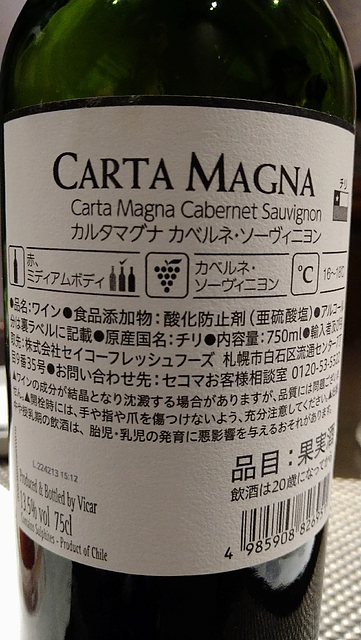 CARTA MAGNA
チリ
Carta Magna Cabernet Sauvignon
カルタマグナ カベルネ・ソーヴィニヨン
赤、
ミディアムボディ
カベルネ・
ソーヴィニヨン
℃
16~18℃
●品名:ワイン●食品添加物:酸化防止剤(亜硫酸塩)●アルコール
は裏ラベルに記載●原産国名:チリ●内容量:750ml●輸入者
先:株式会社セイコーフレッシュフーズ 札幌市白石区流通センター
目9番35号●お問い合わせ先:セコマお客様相談室 0120-53-
▲ワインの成分が結晶となり沈澱する場合がありますが、品質には問題
ん。▲開栓時には、手や指や爪を傷つけないよう、充分注意してください。
や授乳期の飲酒は、胎児・乳児の発育に悪影響を与えるおそれがあります。
品目:果実酒
飲酒は20歳になって
L.224213 15:12
Produced & Bottled by Vicar
13.5% vol 75cl
Contains Sulphites - Product of Chile
4 985908 826